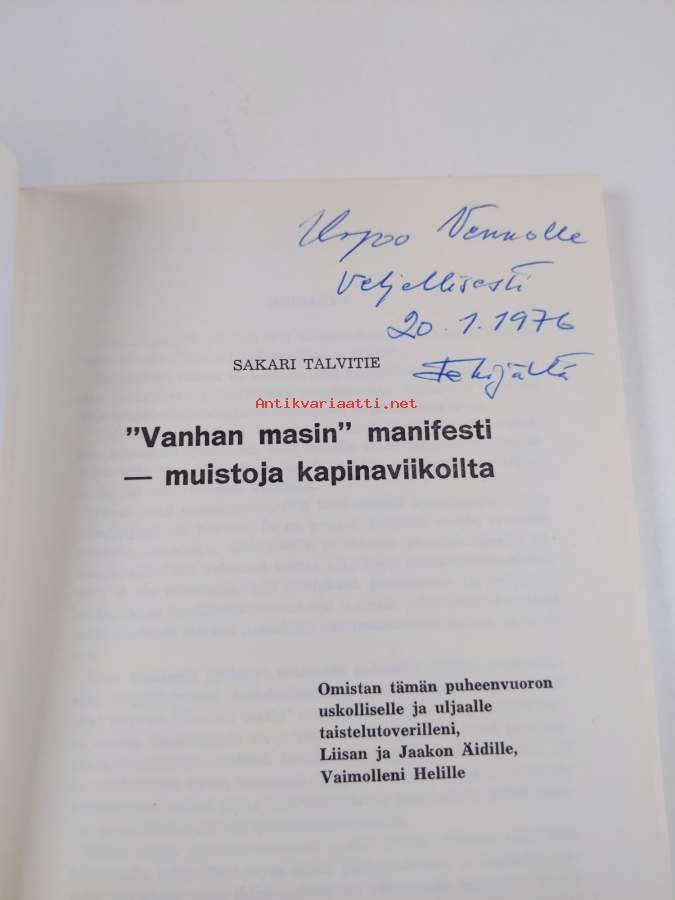 Urpoo Vennolle
Veljellisesti
20.1.1976
Tekijältä
SAKARI TALVITIE
Antikvariaatti.net
"Vanhan masin" manifesti
— muistoja kapinaviikoilta
Omistan tämän puheenvuoron
uskolliselle ja uljaalle
taistelutoverilleni,
Liisan ja Jaakon Äidille,
Vaimolleni Helille